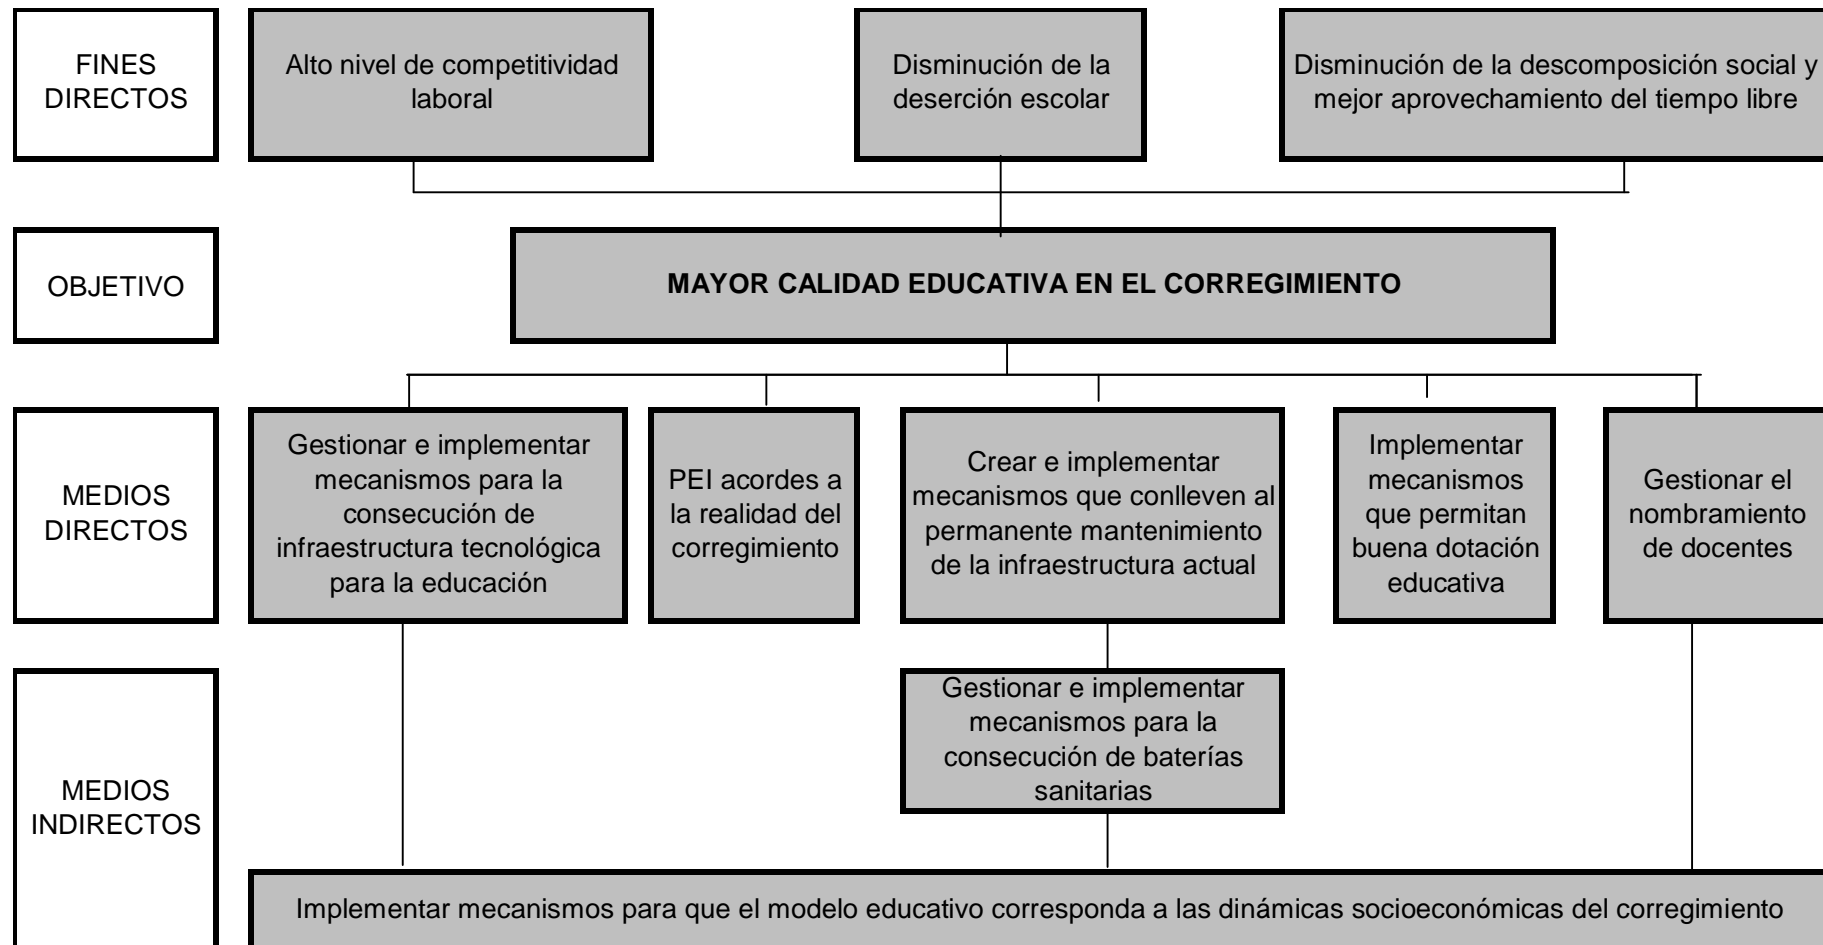 FINES
DIRECTOS
Alto nivel de competitividad
laboral
Disminución de la
deserción escolar
Disminución de la descomposición social y
mejor aprovechamiento del tiempo libre
OBJETIVO
MAYOR CALIDAD EDUCATIVA EN EL CORREGIMIENTO
MEDIOS
DIRECTOS
Gestionar e implementar
mecanismos para la
consecución de
infraestructura tecnológica
para la educación
PEI acordes a
la realidad del
corregimiento
Crear e implementar
mecanismos que conlleven al
permanente mantenimiento
de la infraestructura actual
Implementar
mecanismos
que permitan
buena dotación
educativa
Gestionar el
nombramiento
de docentes
MEDIOS
INDIRECTOS
Gestionar e implementar
mecanismos para la
consecución de baterías
sanitarias
Implementar mecanismos para que el modelo educativo corresponda a las dinámicas socioeconómicas del corregimiento